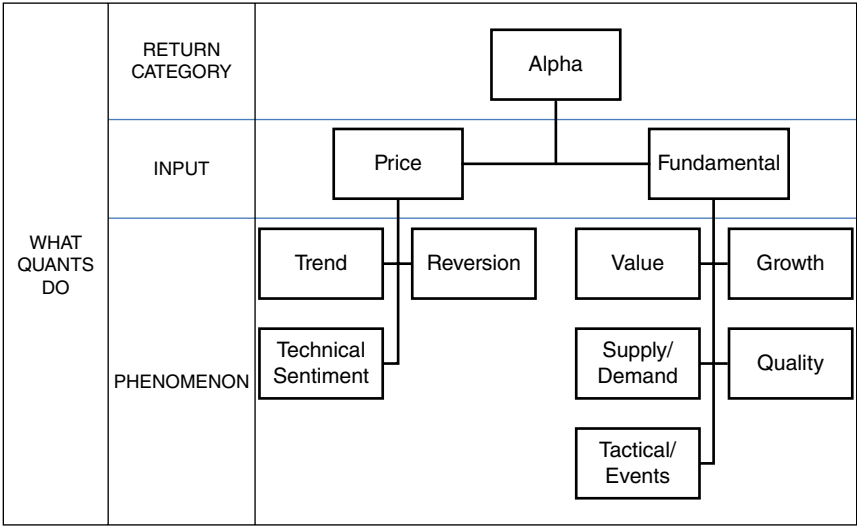 RETURN
CATEGORY
Alpha
INPUT
Price
Fundamental
WHAT
QUANTS
DO
PHENOMENON
Trend
Reversion
Value
Growth
Technical
Sentiment
Supply/
Demand
Quality
Tactical/
Events